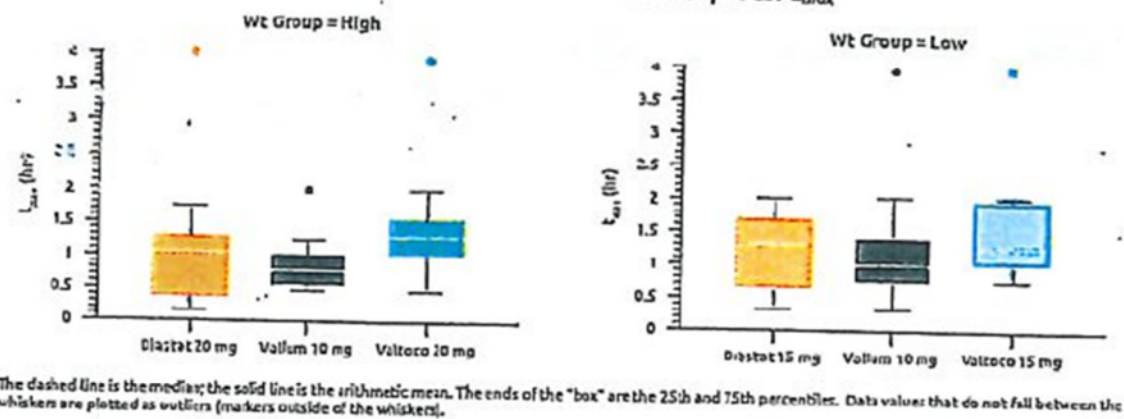 Wt Group = High
3.5
3
2
1.5
1
0.5
0
Diastat 20 mg Valium 10 mg Valtoco 20 mg
Wt Group = Low
(hr)
4
3.5
3
2.5
2
1.5
1
0.5
0
Diastat 15 mg Valium 10 mg Valtoco 15 mg
The dashed line is the median; the solid line is the arithmetic mean. The ends of the "box" are the 25th and 75th percentiles. Data values that do not fall between the
whiskers are plotted as outliers (markers outside of the whiskers).